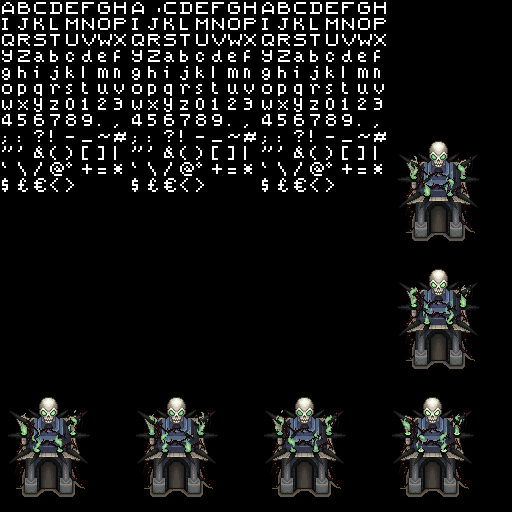 ABCDEFGHA ,CDEFGHABCDEFGH
IJKLMNOPIJKLMNOPIJKLMNOP
QRSTUVWXQRSTUVWXQRSTUVWX
YZabcdefYZabcdefYZabcdef
ghijklmnghijklmnghijklmn
opqrstuvopqrstuvopqrstuv
wxyz0123wxyz0123wxyz0123
456789.,456789.,456789.,
;:?!-_~#;:?!-_~#;:?!-_~#
"'&()[]|"'&()[]|"'&()[]|
`\/@°+=*`\/@°+=*`\/@°+=*
$£€<>$£€<>$£€<>